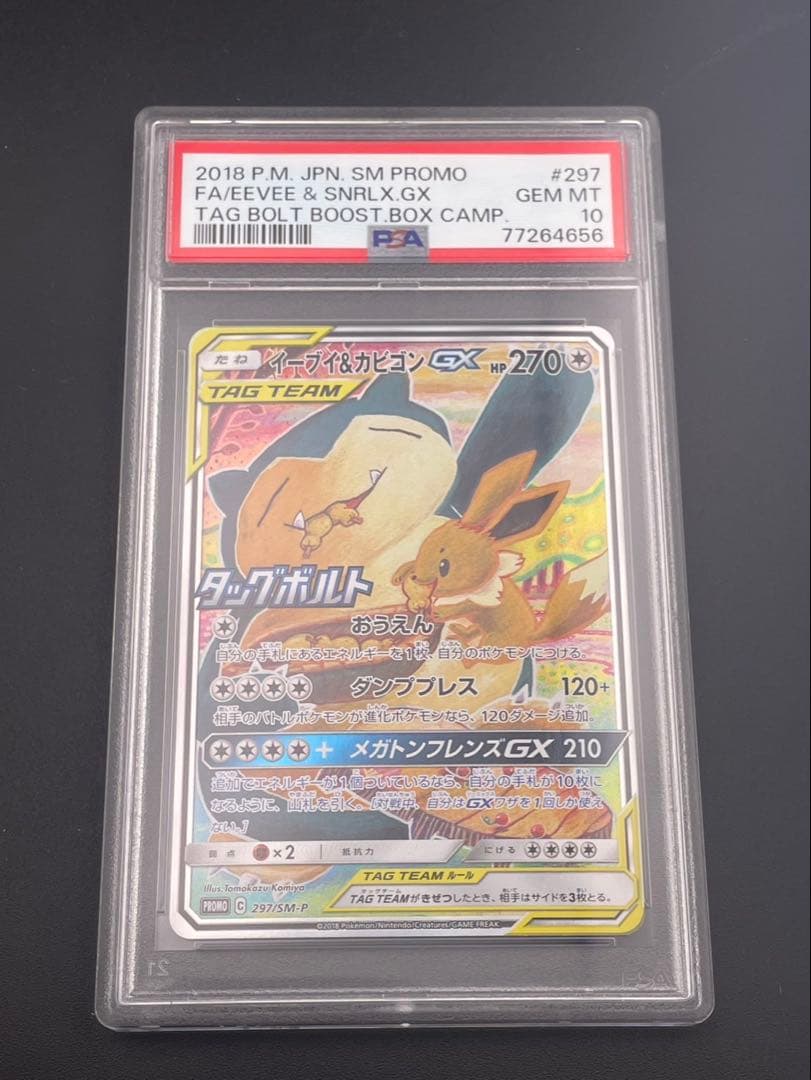 2018 P.M. JPN. SM PROMO #297
FA/EEVEE & SNRLX.GX GEM MT
TAG BOLT BOOST.BOX CAMP. 10
PSA 77264656
たね イーブイ&カビゴンGX HP270
TAG TEAM
タッグボルト
おうえん
自分の手札にあるエネルギーを1枚、自分のポケモンにつける。
ダンププレス 120+
相手のバトルポケモンが進化ポケモンなら、120ダメージ追加。
+ メガトンフレンズGX 210
追加でエネルギーが1個ついているなら、自分の手札が10枚に
なるように、山札を引く。[対戦中、自分はGXワザを1回しか使え
ない。]
弱点 ×2 抵抗力 にげる
TAG TEAM ルール
Illus.Tomokazu Komiya
TAG TEAMがきぜつしたとき、相手はサイドを3枚とる。
PROMO C 297/SM-P
©2018 Pokémon/Nintendo/Creatures/GAME FREAK.